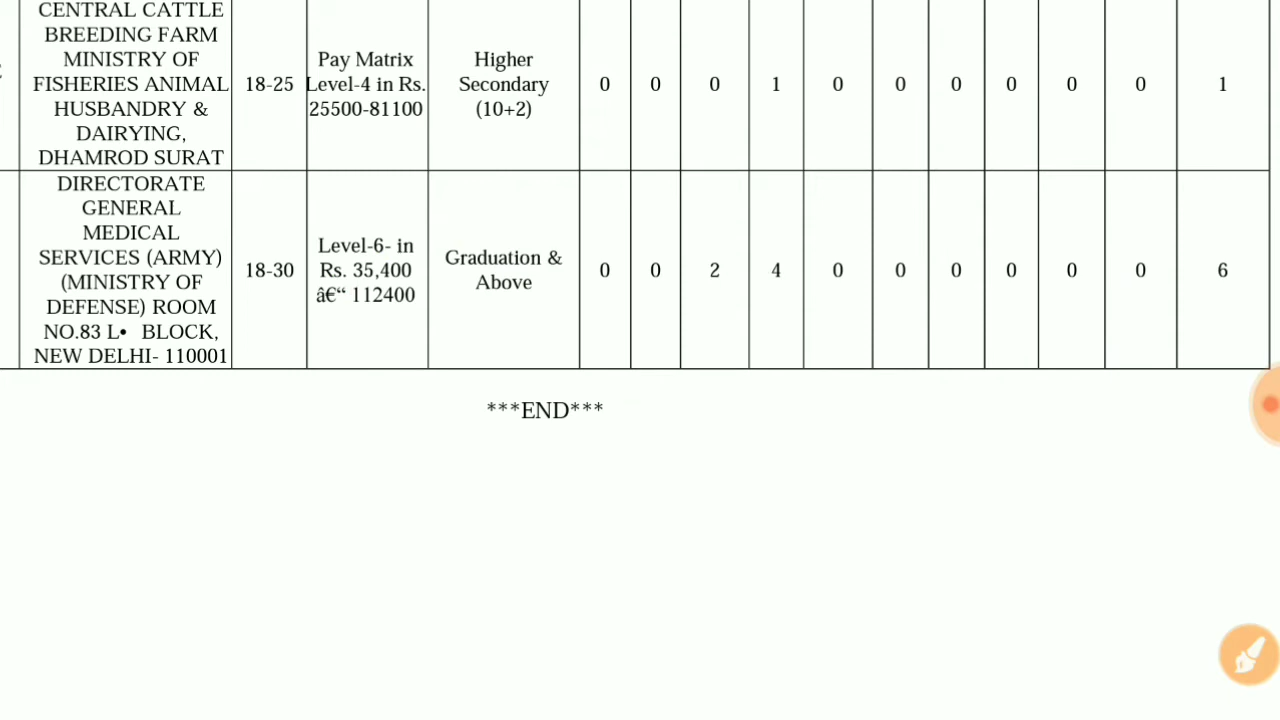 CENTRAL CATTLE
BREEDING FARM
MINISTRY OF
FISHERIES ANIMAL
HUSBANDRY &
DAIRYING,
DHAMROD SURAT
18-25
Pay Matrix
Level-4 in Rs.
25500-81100
Higher
Secondary
(10+2)
0 0 0 1 0 0 0 0 0 0 1
DIRECTORATE
GENERAL
MEDICAL
SERVICES (ARMY)
(MINISTRY OF
DEFENSE) ROOM
NO.83 L• BLOCK,
NEW DELHI- 110001
18-30
Level-6- in
Rs. 35,400
â€“ 112400
Graduation &
Above
0 0 2 4 0 0 0 0 0 0 6
***END***